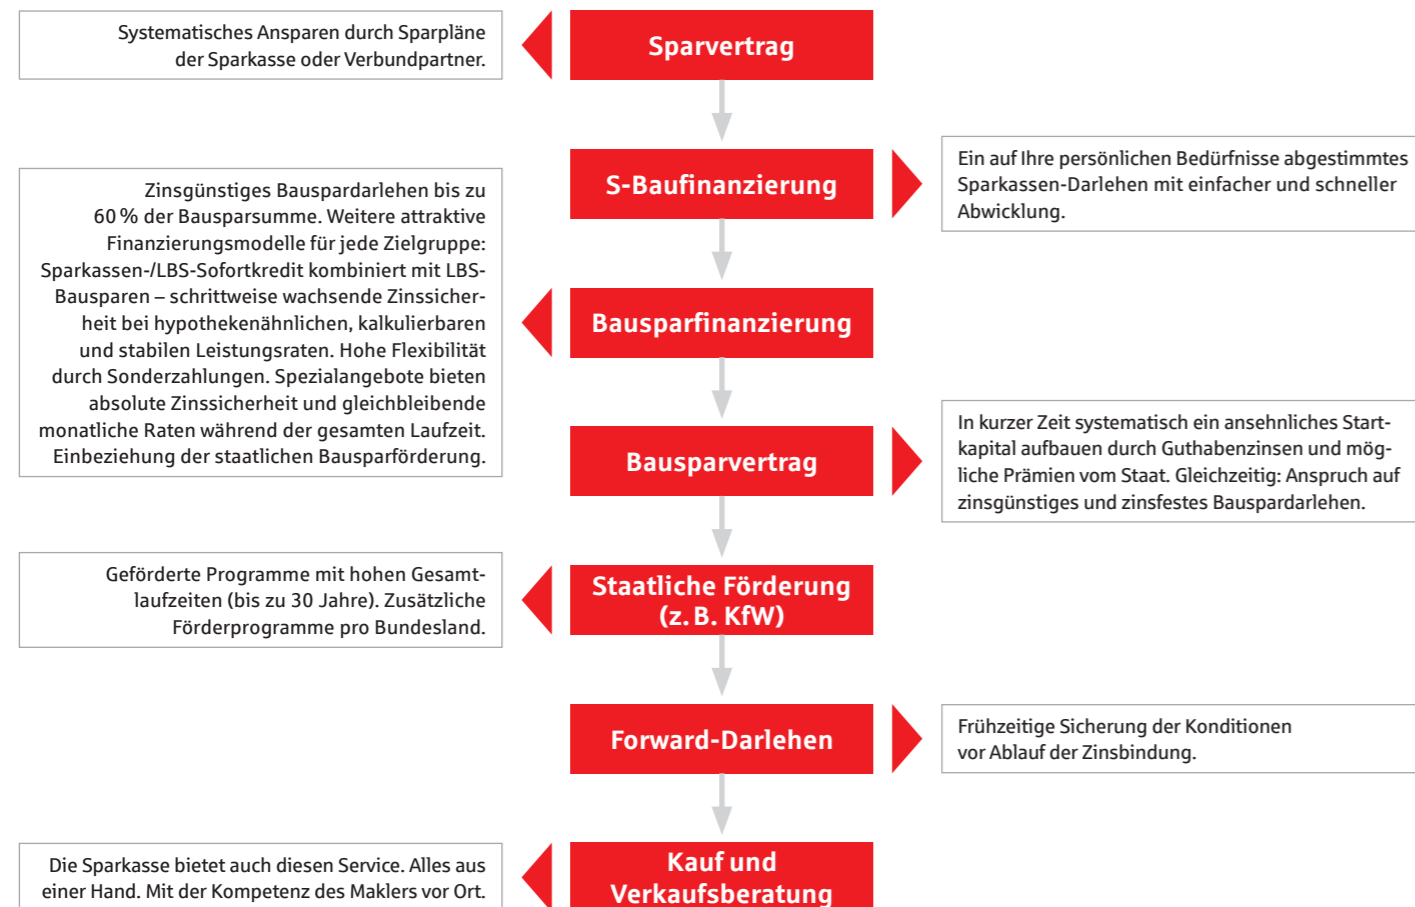 Systematisches Ansparen durch Sparpläne
der Sparkasse oder Verbundpartner.
Sparvertrag
S-Baufinanzierung
Ein auf Ihre persönlichen Bedürfnisse abgestimmtes
Sparkassen-Darlehen mit einfacher und schneller
Abwicklung.
Zinsgünstiges Bauspardarlehen bis zu
60 % der Bausparsumme. Weitere attraktive
Finanzierungsmodelle für jede Zielgruppe:
Sparkassen-/LBS-Sofortkredit kombiniert mit LBS-
Bausparen – schrittweise wachsende Zinssicher-
heit bei hypothekenähnlichen, kalkulierbaren
und stabilen Leistungsraten. Hohe Flexibilität
durch Sonderzahlungen. Spezialangebote bieten
absolute Zinssicherheit und gleichbleibende
monatliche Raten während der gesamten Laufzeit.
Einbeziehung der staatlichen Bausparförderung.
Bausparfinanzierung
Bausparvertrag
In kurzer Zeit systematisch ein ansehnliches Start-
kapital aufbauen durch Guthabenzinsen und mög-
liche Prämien vom Staat. Gleichzeitig: Anspruch auf
zinsgünstiges und zinsfestes Bauspardarlehen.
Geförderte Programme mit hohen Gesamt-
laufzeiten (bis zu 30 Jahre). Zusätzliche
Förderprogramme pro Bundesland.
Staatliche Förderung
(z. B. KfW)
Forward-Darlehen
Frühzeitige Sicherung der Konditionen
vor Ablauf der Zinsbindung.
Die Sparkasse bietet auch diesen Service. Alles aus
einer Hand. Mit der Kompetenz des Maklers vor Ort.
Kauf und
Verkaufsberatung